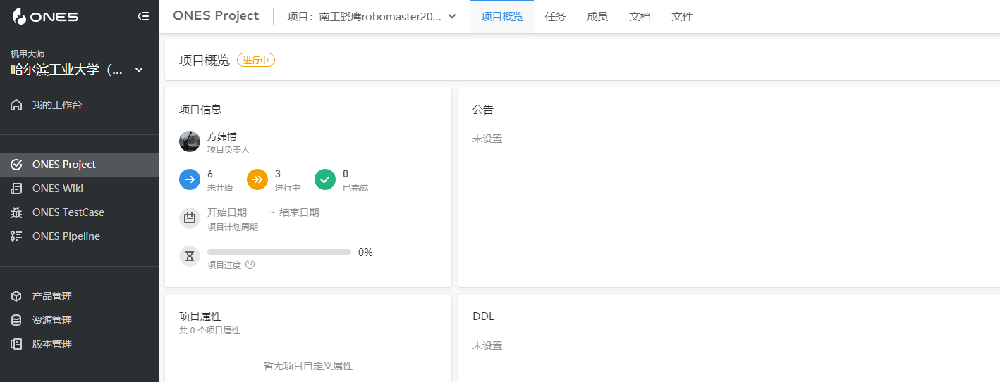 ONES
机甲大师
哈尔滨工业大学（...
我的工作台
ONES Project
ONES Wiki
ONES TestCase
ONES Pipeline
产品管理
资源管理
版本管理
ONES Project
项目：南工骁鹰robomaster20...
项目概览 任务 成员 文档 文件
项目概览 进行中
项目信息
方纬博
项目负责人
6 3 0
未开始 进行中 已完成
开始日期 ~ 结束日期
项目计划周期
0%
项目进度 ?
公告
未设置
项目属性
共 0 个项目属性
暂无项目自定义属性
DDL
未设置